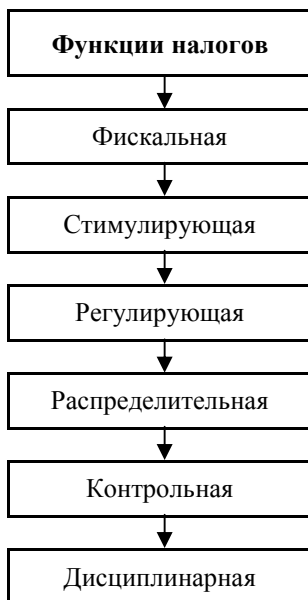 Функции налогов
Фискальная
Стимулирующая
Регулирующая
Распределительная
Контрольная
Дисциплинарная